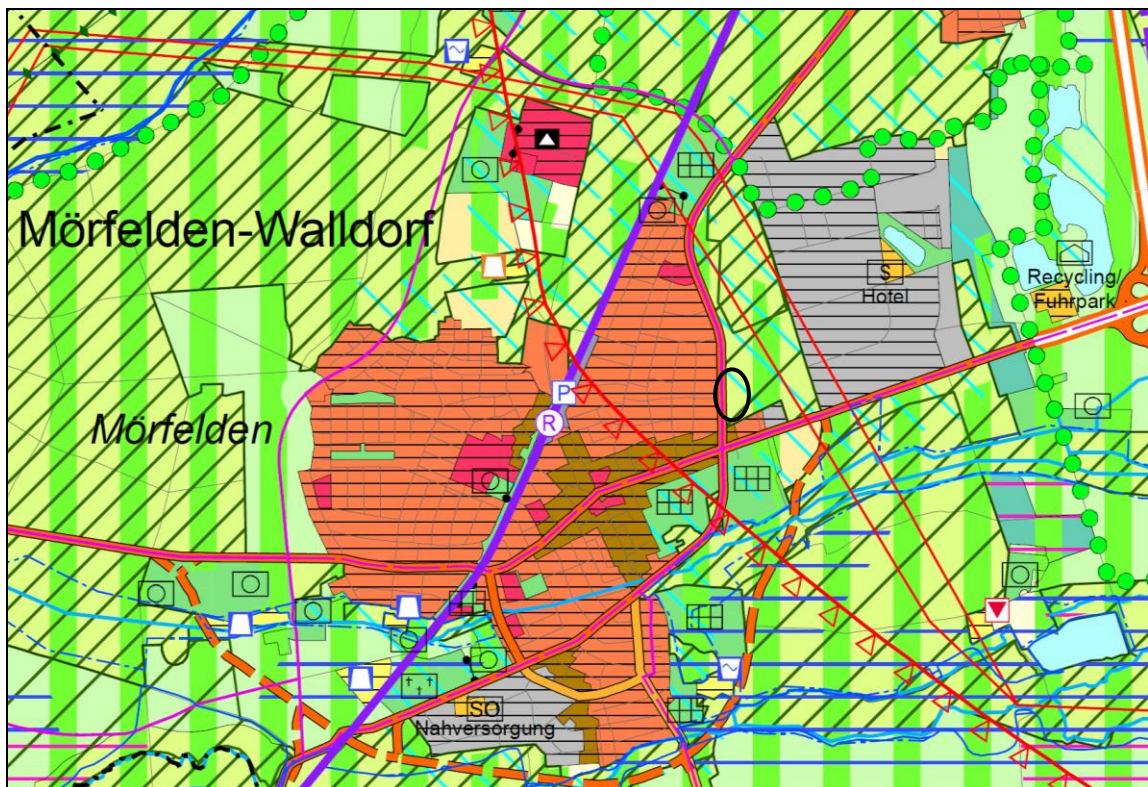 Mörfelden-Walldorf
S
Hotel
Recycling/
Fuhrpark
Mörfelden
P
R
SO
Nahversorgung